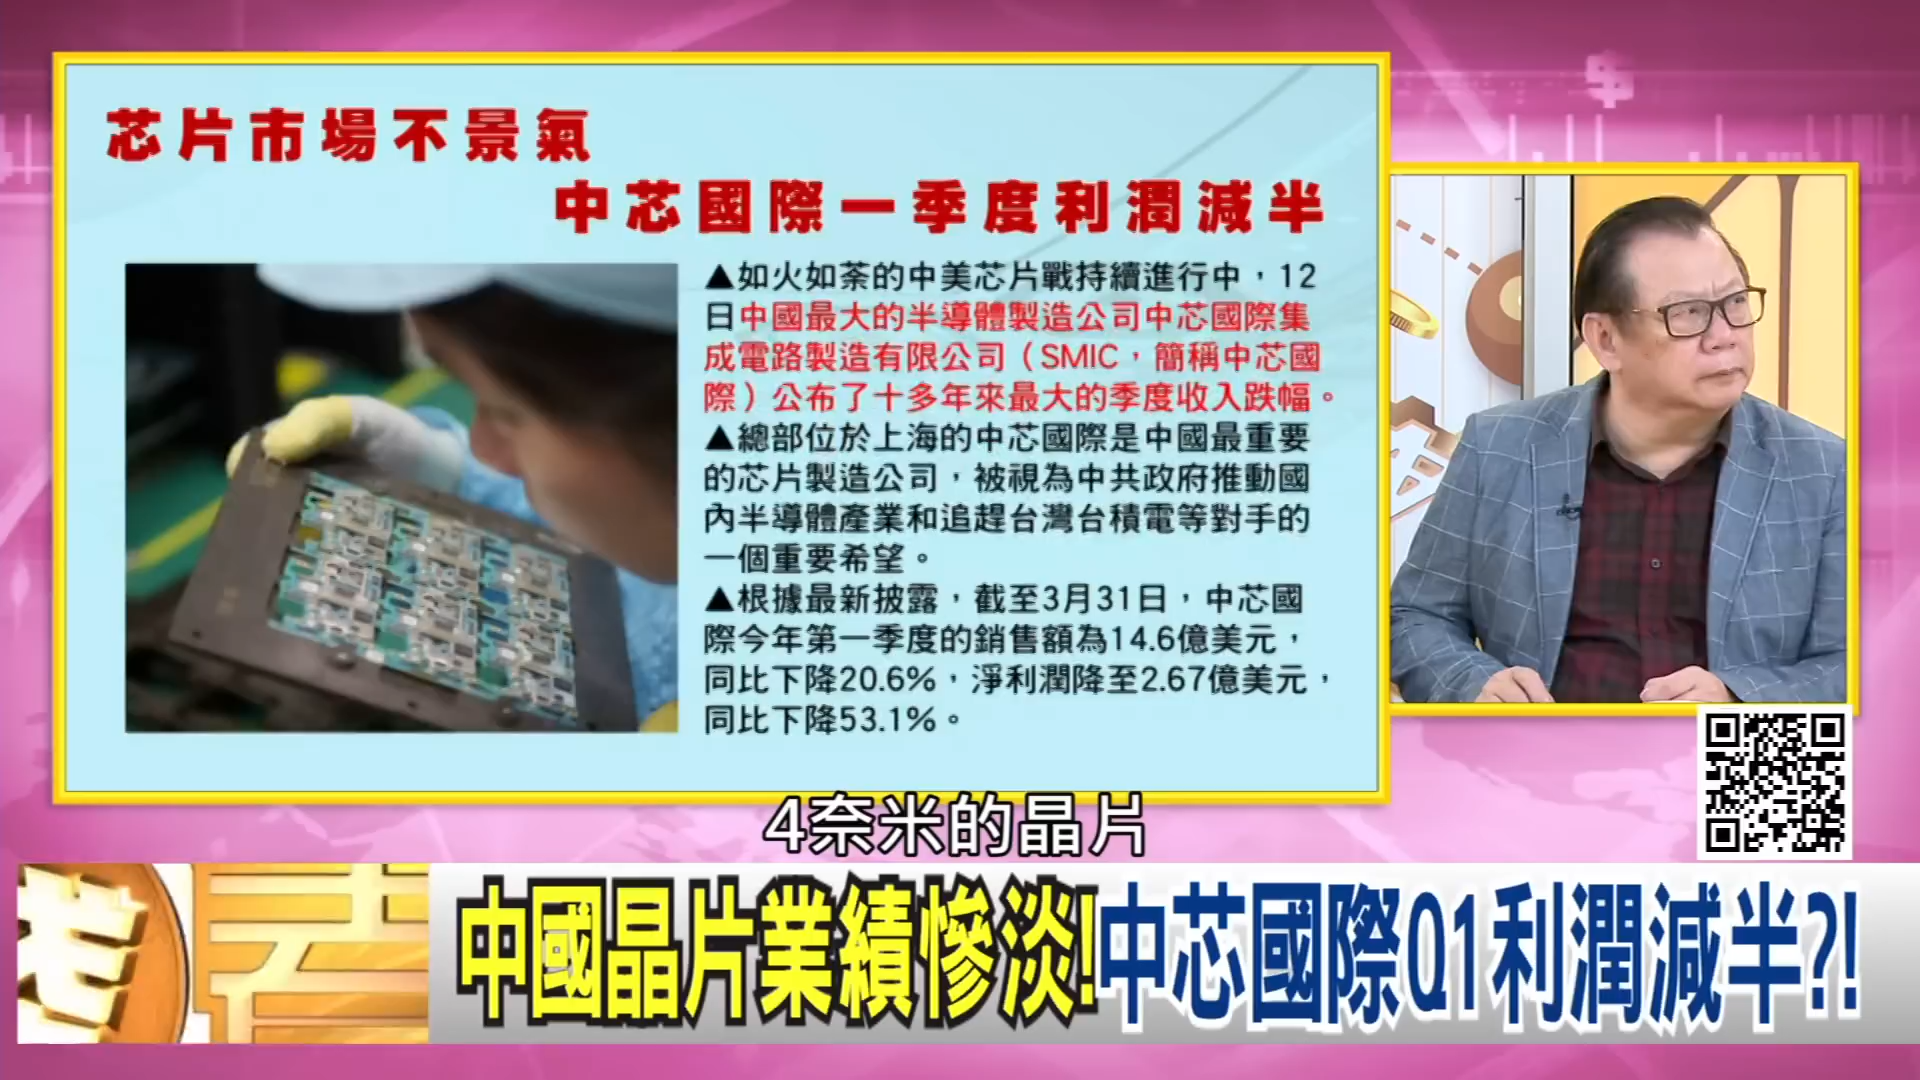 芯片市場不景氣
中芯國際一季度利潤減半
▲如火如荼的中美芯片戰持續進行中，12
日中國最大的半導體製造公司中芯國際集
成電路製造有限公司（SMIC，簡稱中芯國
際）公布了十多年來最大的季度收入跌幅。
▲總部位於上海的中芯國際是中國最重要
的芯片製造公司，被視為中共政府推動國
內半導體產業和追趕台灣台積電等對手的
一個重要希望。
▲根據最新披露，截至3月31日，中芯國
際今年第一季度的銷售額為14.6億美元，
同比下降20.6%，淨利潤降至2.67億美元，
同比下降53.1%。
4奈米的晶片
中國晶片業績慘淡!中芯國際Q1利潤減半?!